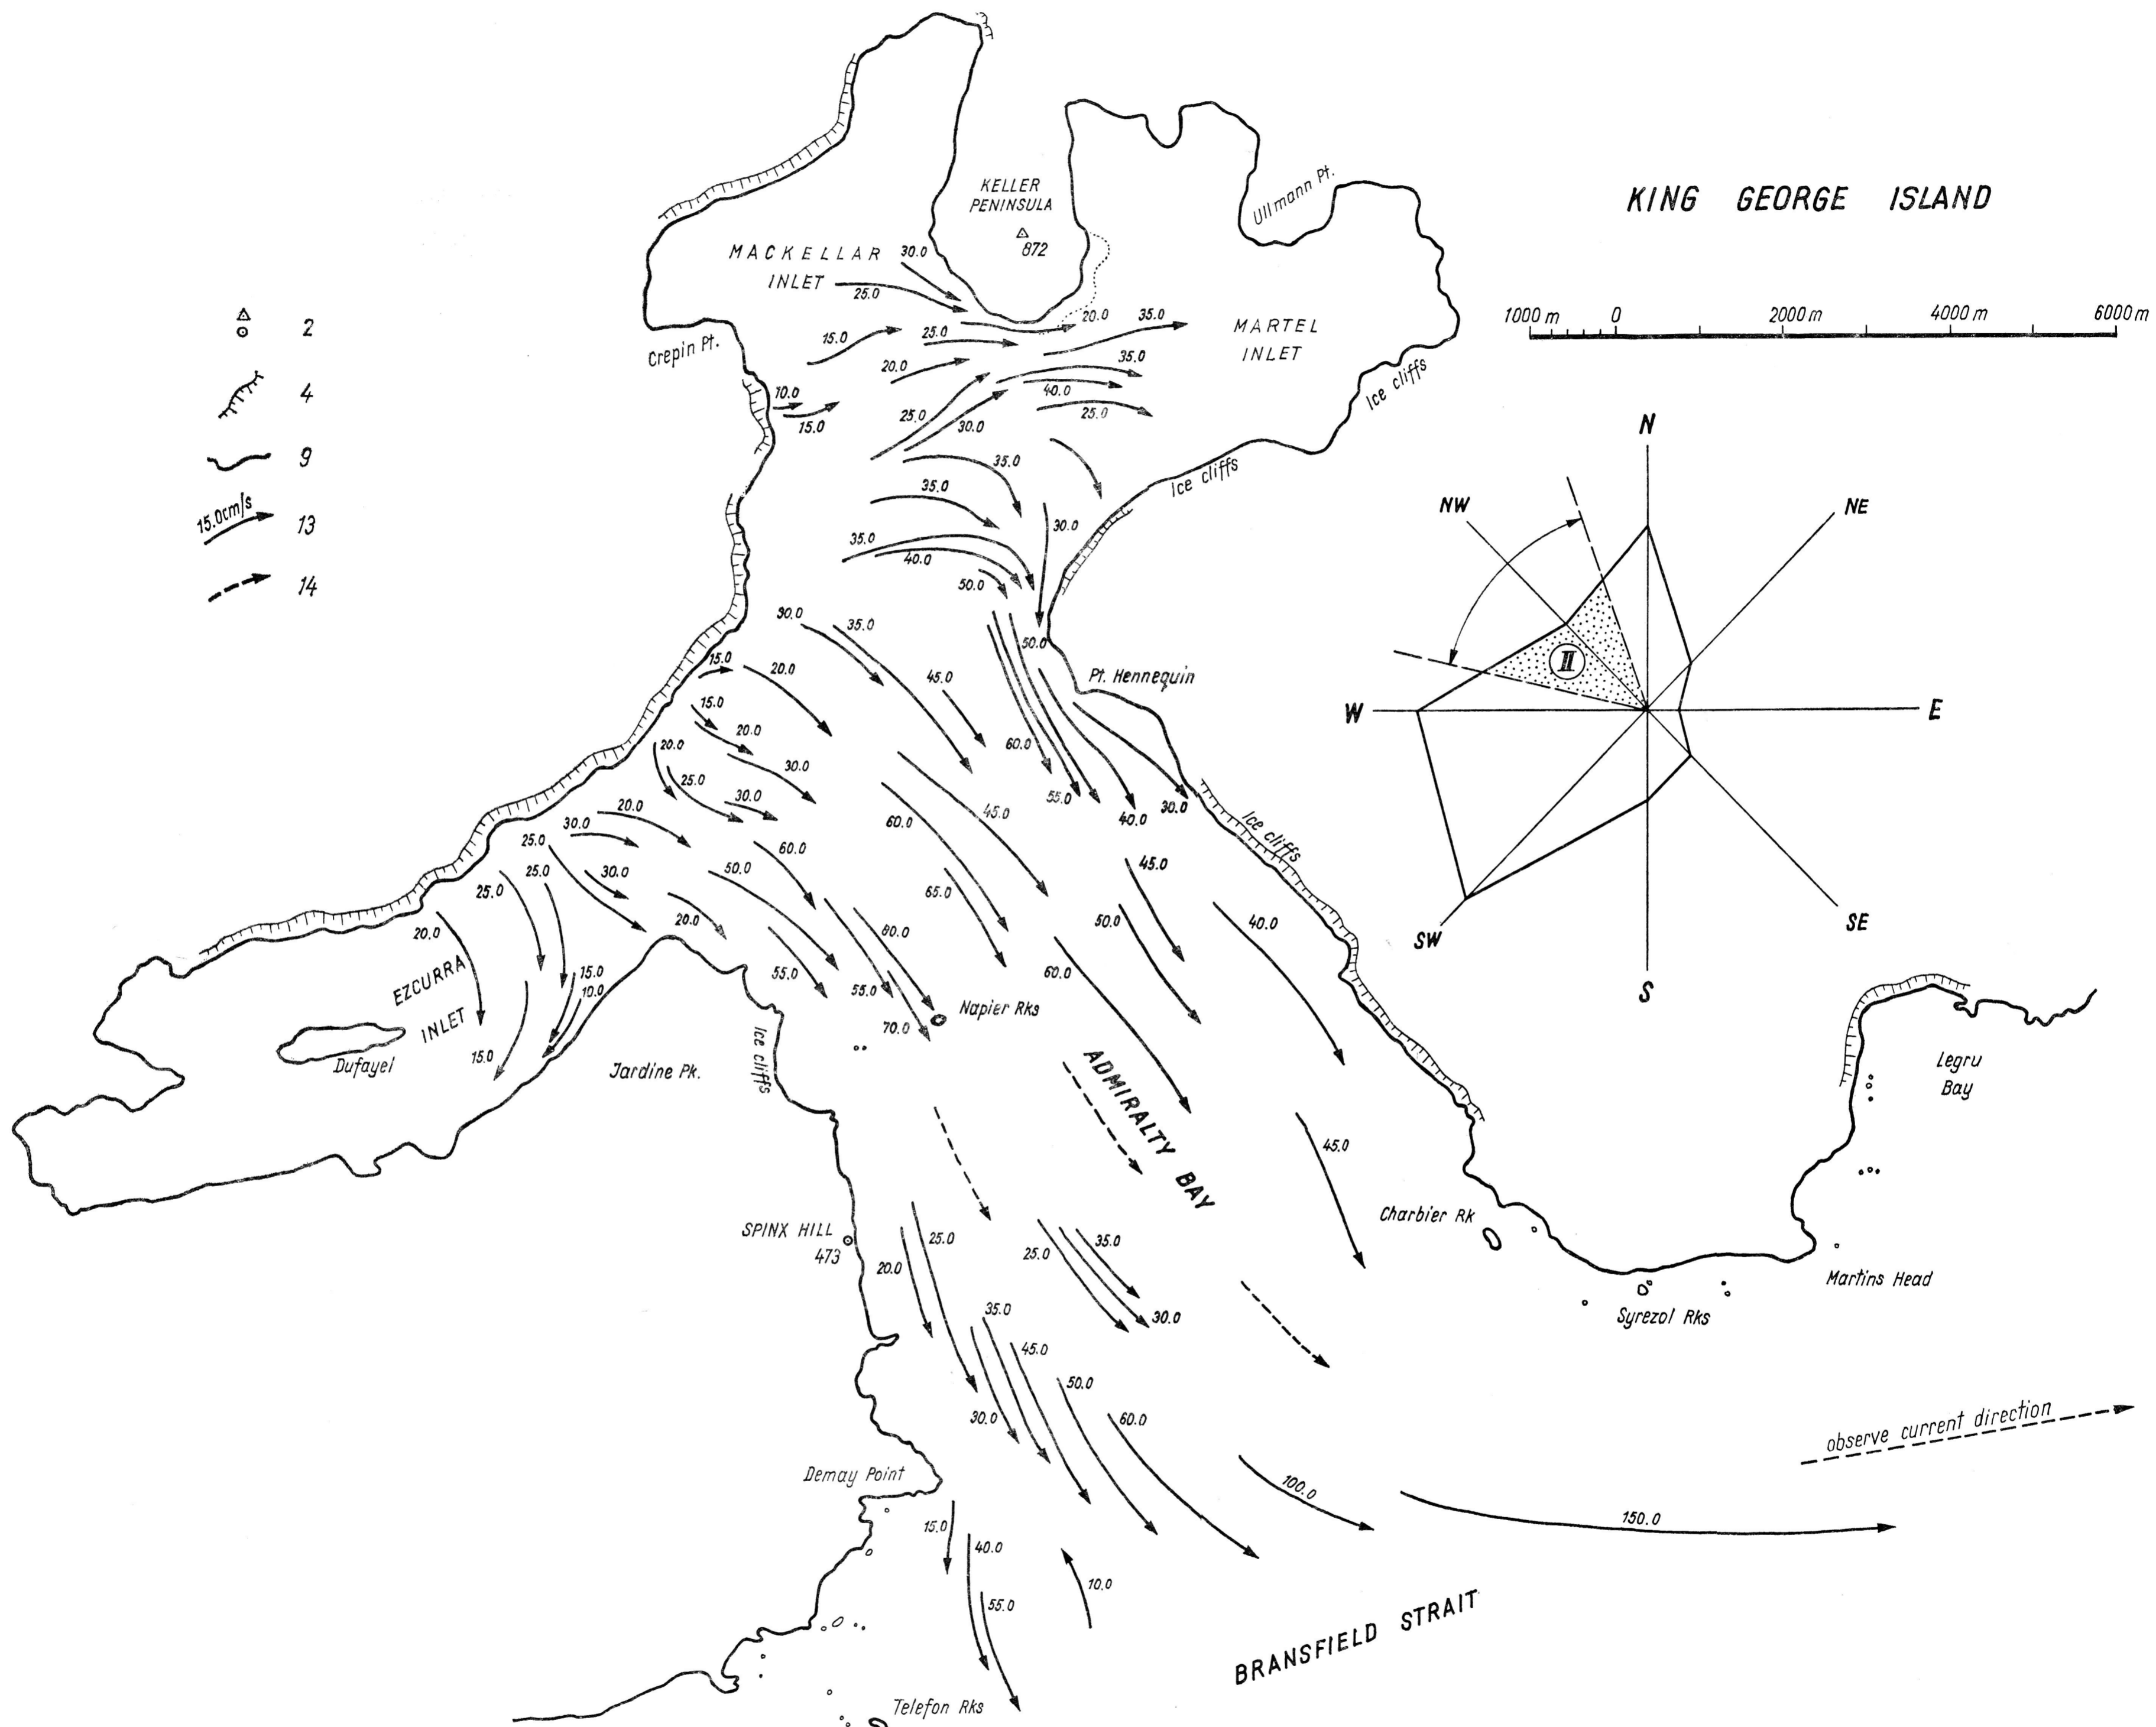 KELLER
PENINSULA
872
Ullmann Pt.
KING GEORGE ISLAND
MACKELLAR
INLET
30.0
25.0
MARTEL
INLET
20.0
35.0
1000 m 0 2000 m 4000 m 6000 m
2
4
9
15.0cm/s
13
14
Crepin Pt.
15.0
25.0
20.0
35.0
40.0
25.0
10.0
15.0
25.0
30.0
Ice cliffs
Ice cliffs
35.0
35.0
30.0
35.0
40.0
50.0
N
NE
E
SE
S
SW
W
NW
II
35.0
50.0
15.0
20.0
45.0
Pt. Hennequin
15.0
20.0
20.0
60.0
30.0
25.0
30.0
55.0
30.0
40.0
20.0
30.0
45.0
60.0
Ice cliffs
25.0
60.0
45.0
25.0
25.0
30.0
50.0
65.0
20.0
20.0
50.0
40.0
EZCURRA
INLET
15.0
10.0
55.0
55.0
60.0
Napier Rks
70.0
15.0
Dufayel
Jardine Pk.
Ice cliffs
ADMIRALTY BAY
Legru
Bay
45.0
SPINX HILL
473
25.0
20.0
25.0
35.0
30.0
Charbier Rk
Martins Head
Syrezol Rks
35.0
45.0
50.0
30.0
60.0
observe current direction
Demay Point
100.0
150.0
15.0
40.0
10.0
55.0
BRANSFIELD STRAIT
Telefon Rks